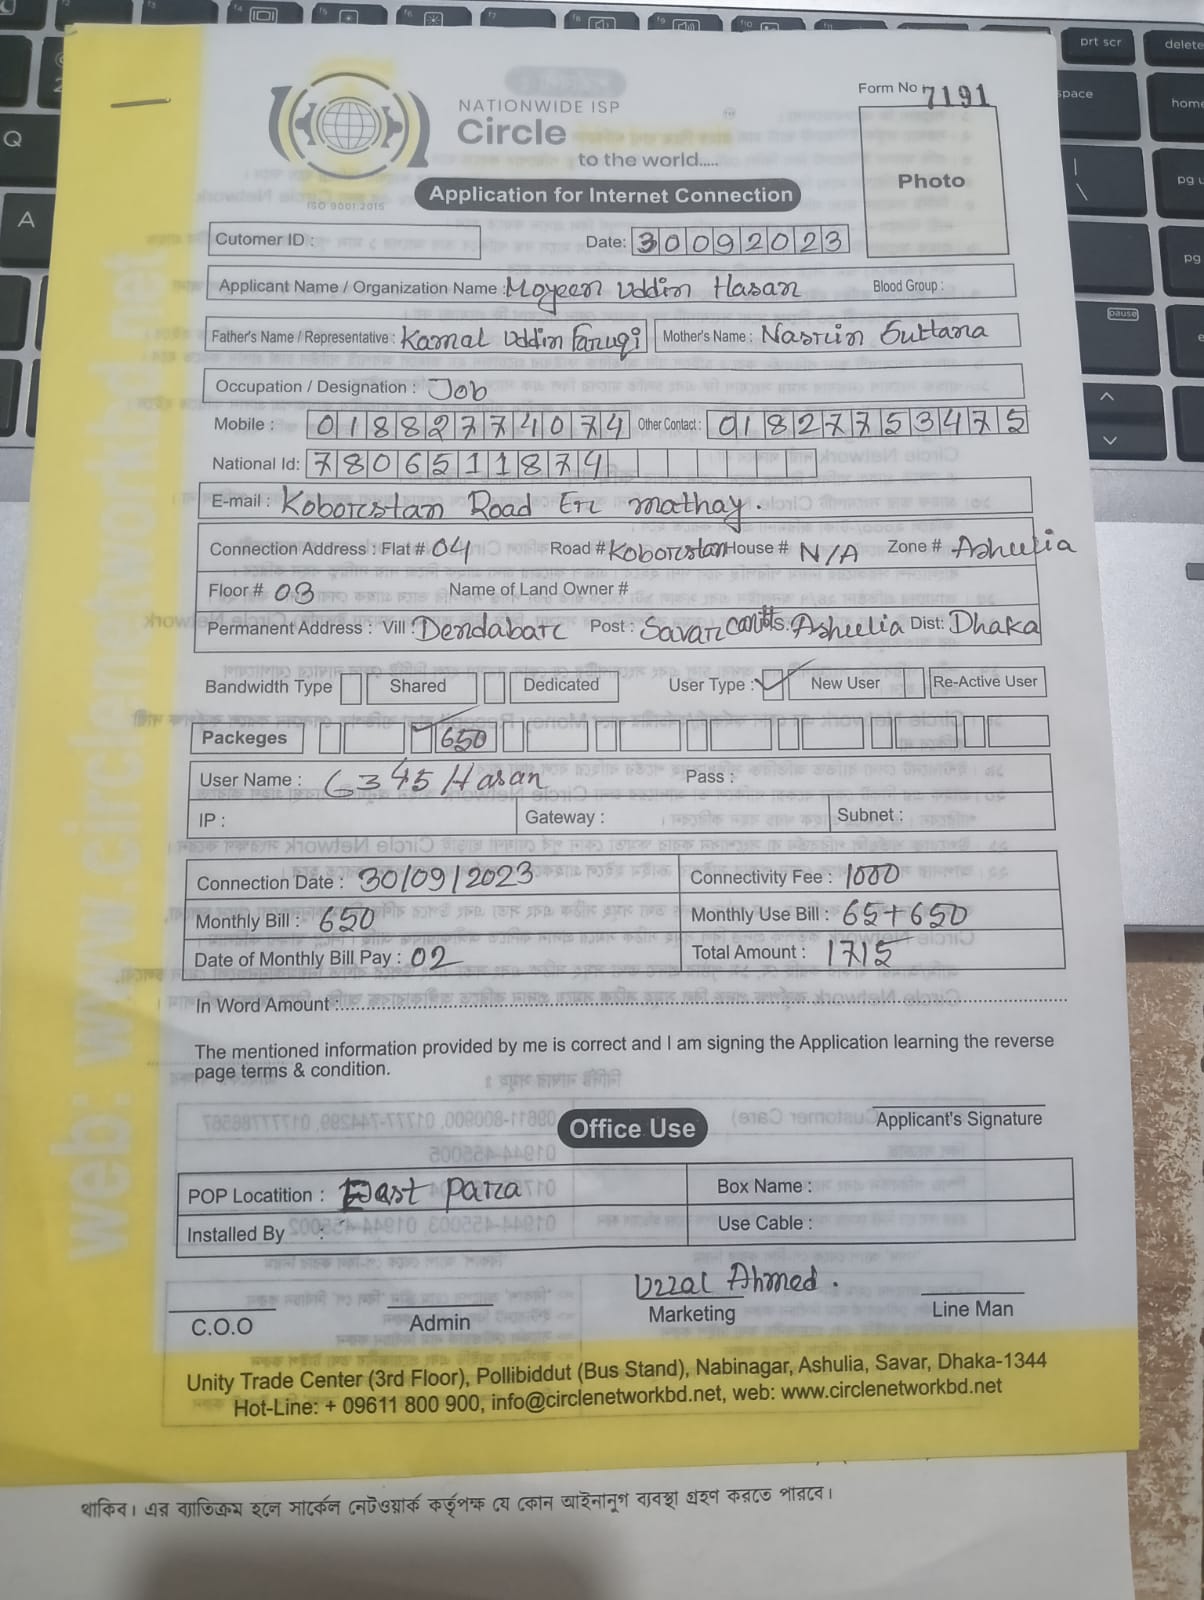 NATIONWIDE ISP
Circle
to the world.....
ISO 9001:2015
Form No 7191
Photo
Application for Internet Connection
Cutomer ID :
Date: 30092023
Applicant Name / Organization Name : Moyeen Uddin Hasan Blood Group :
Father's Name / Representative : Kamal Uddin Faruqi Mother's Name : Nasrin Sultana
Occupation / Designation : Job
Mobile : 01882774074 Other Contact : 01827753475
National Id: 7806511874
E-mail : Koborstan Road Er mathay.
Connection Address : Flat # 04 Road # Koborstan House # N/A Zone # Ashulia
Floor # 03 Name of Land Owner #
Permanent Address : Vill : Dendabar Post : Savar cantt Ps: Ashulia Dist: Dhaka
Bandwidth Type Shared Dedicated User Type : New User Re-Active User
Packeges 650
User Name : G345Hasan Pass :
IP : Gateway : Subnet :
Connection Date : 30/09/2023 Connectivity Fee : 1000
Monthly Bill : 650 Monthly Use Bill : 65+650
Date of Monthly Bill Pay : 02 Total Amount : 1715
In Word Amount :
The mentioned information provided by me is correct and I am signing the Application learning the reverse
page terms & condition.
Applicant's Signature
Office Use
POP Locatition : East Para Box Name :
Installed By : Use Cable :
Uzzal Ahmed.
C.O.O Admin Marketing Line Man
Unity Trade Center (3rd Floor), Pollibiddut (Bus Stand), Nabinagar, Ashulia, Savar, Dhaka-1344
Hot-Line: + 09611 800 900, info@circlenetworkbd.net, web: www.circlenetworkbd.net
web: www.circlenetworkbd.net
থাকিব। এর ব্যাতিক্রম হলে সার্কেল নেটওয়ার্ক কর্তৃপক্ষ যে কোন আইনানুগ ব্যবস্থা গ্রহণ করতে পারবে।